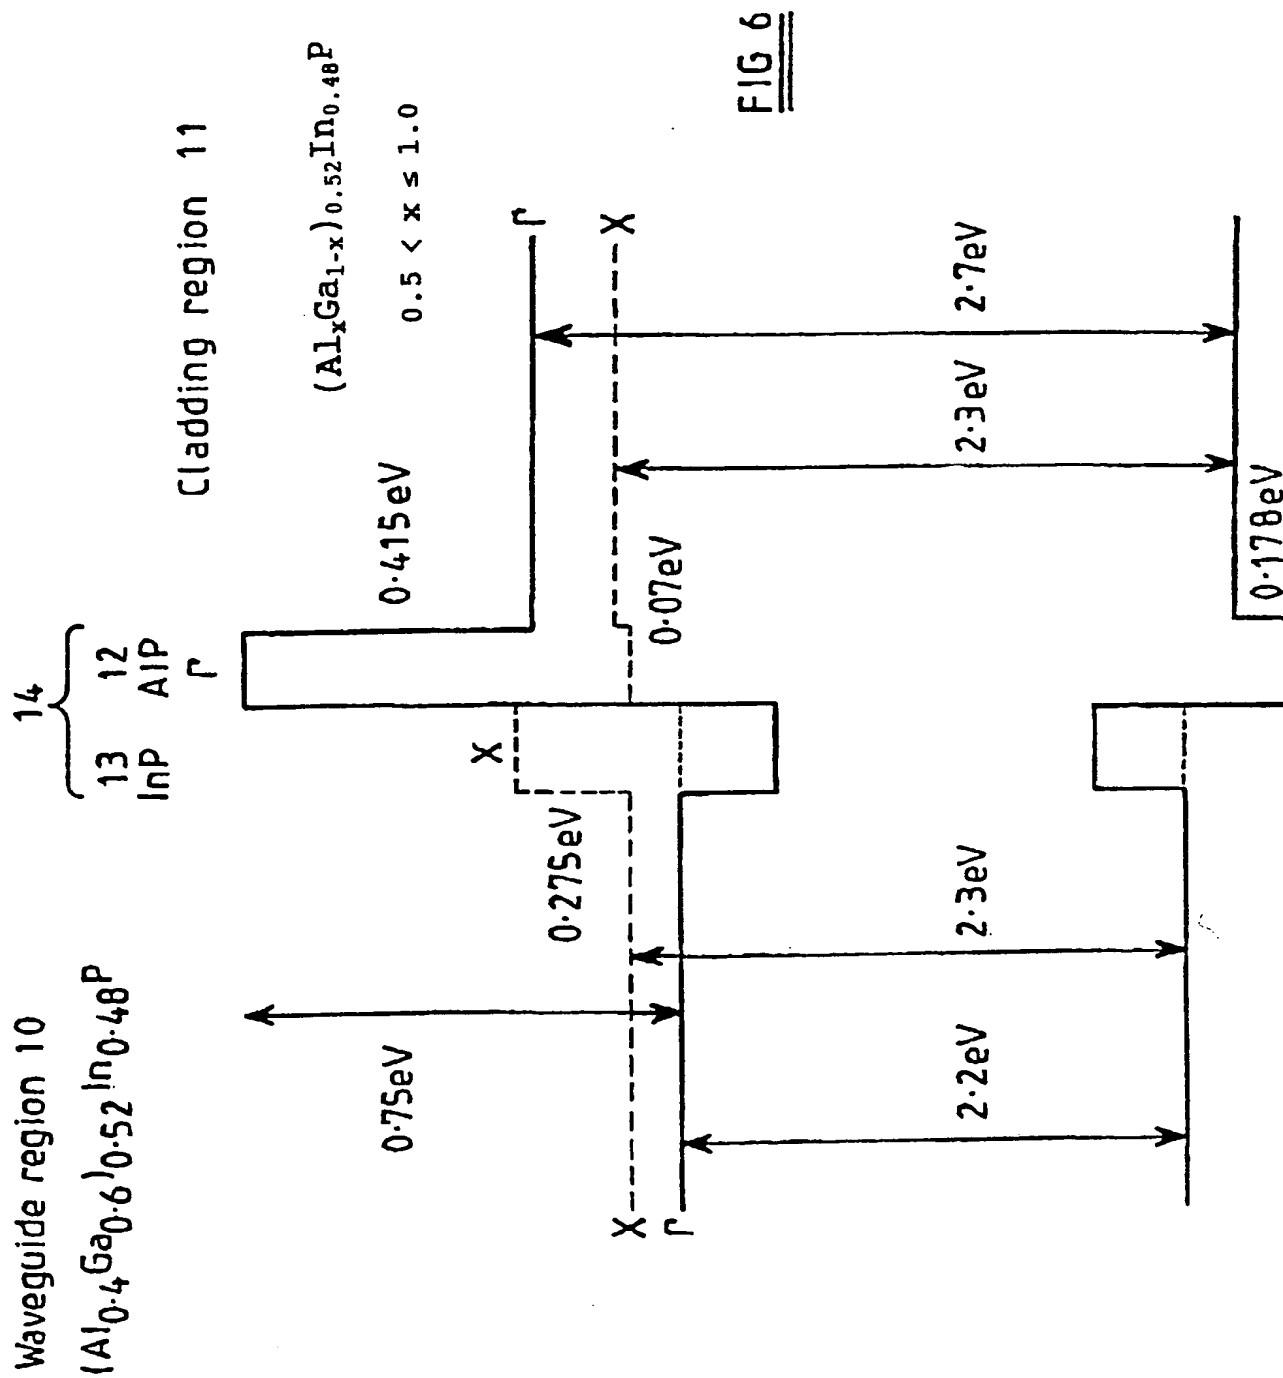 Waveguide region 10
(Al0·4Ga0·6)0·52In0·48P
14
13
InP
12
AlP
Γ
Cladding region 11
(AlxGa1-x)0.52In0.48P
0.5 < x ≤ 1.0
0·75eV
0·275eV
X
0·415eV
0·07eV
X
Γ
Γ
X
2·2eV
2·3eV
2·3eV
2·7eV
0·178eV
FIG 6